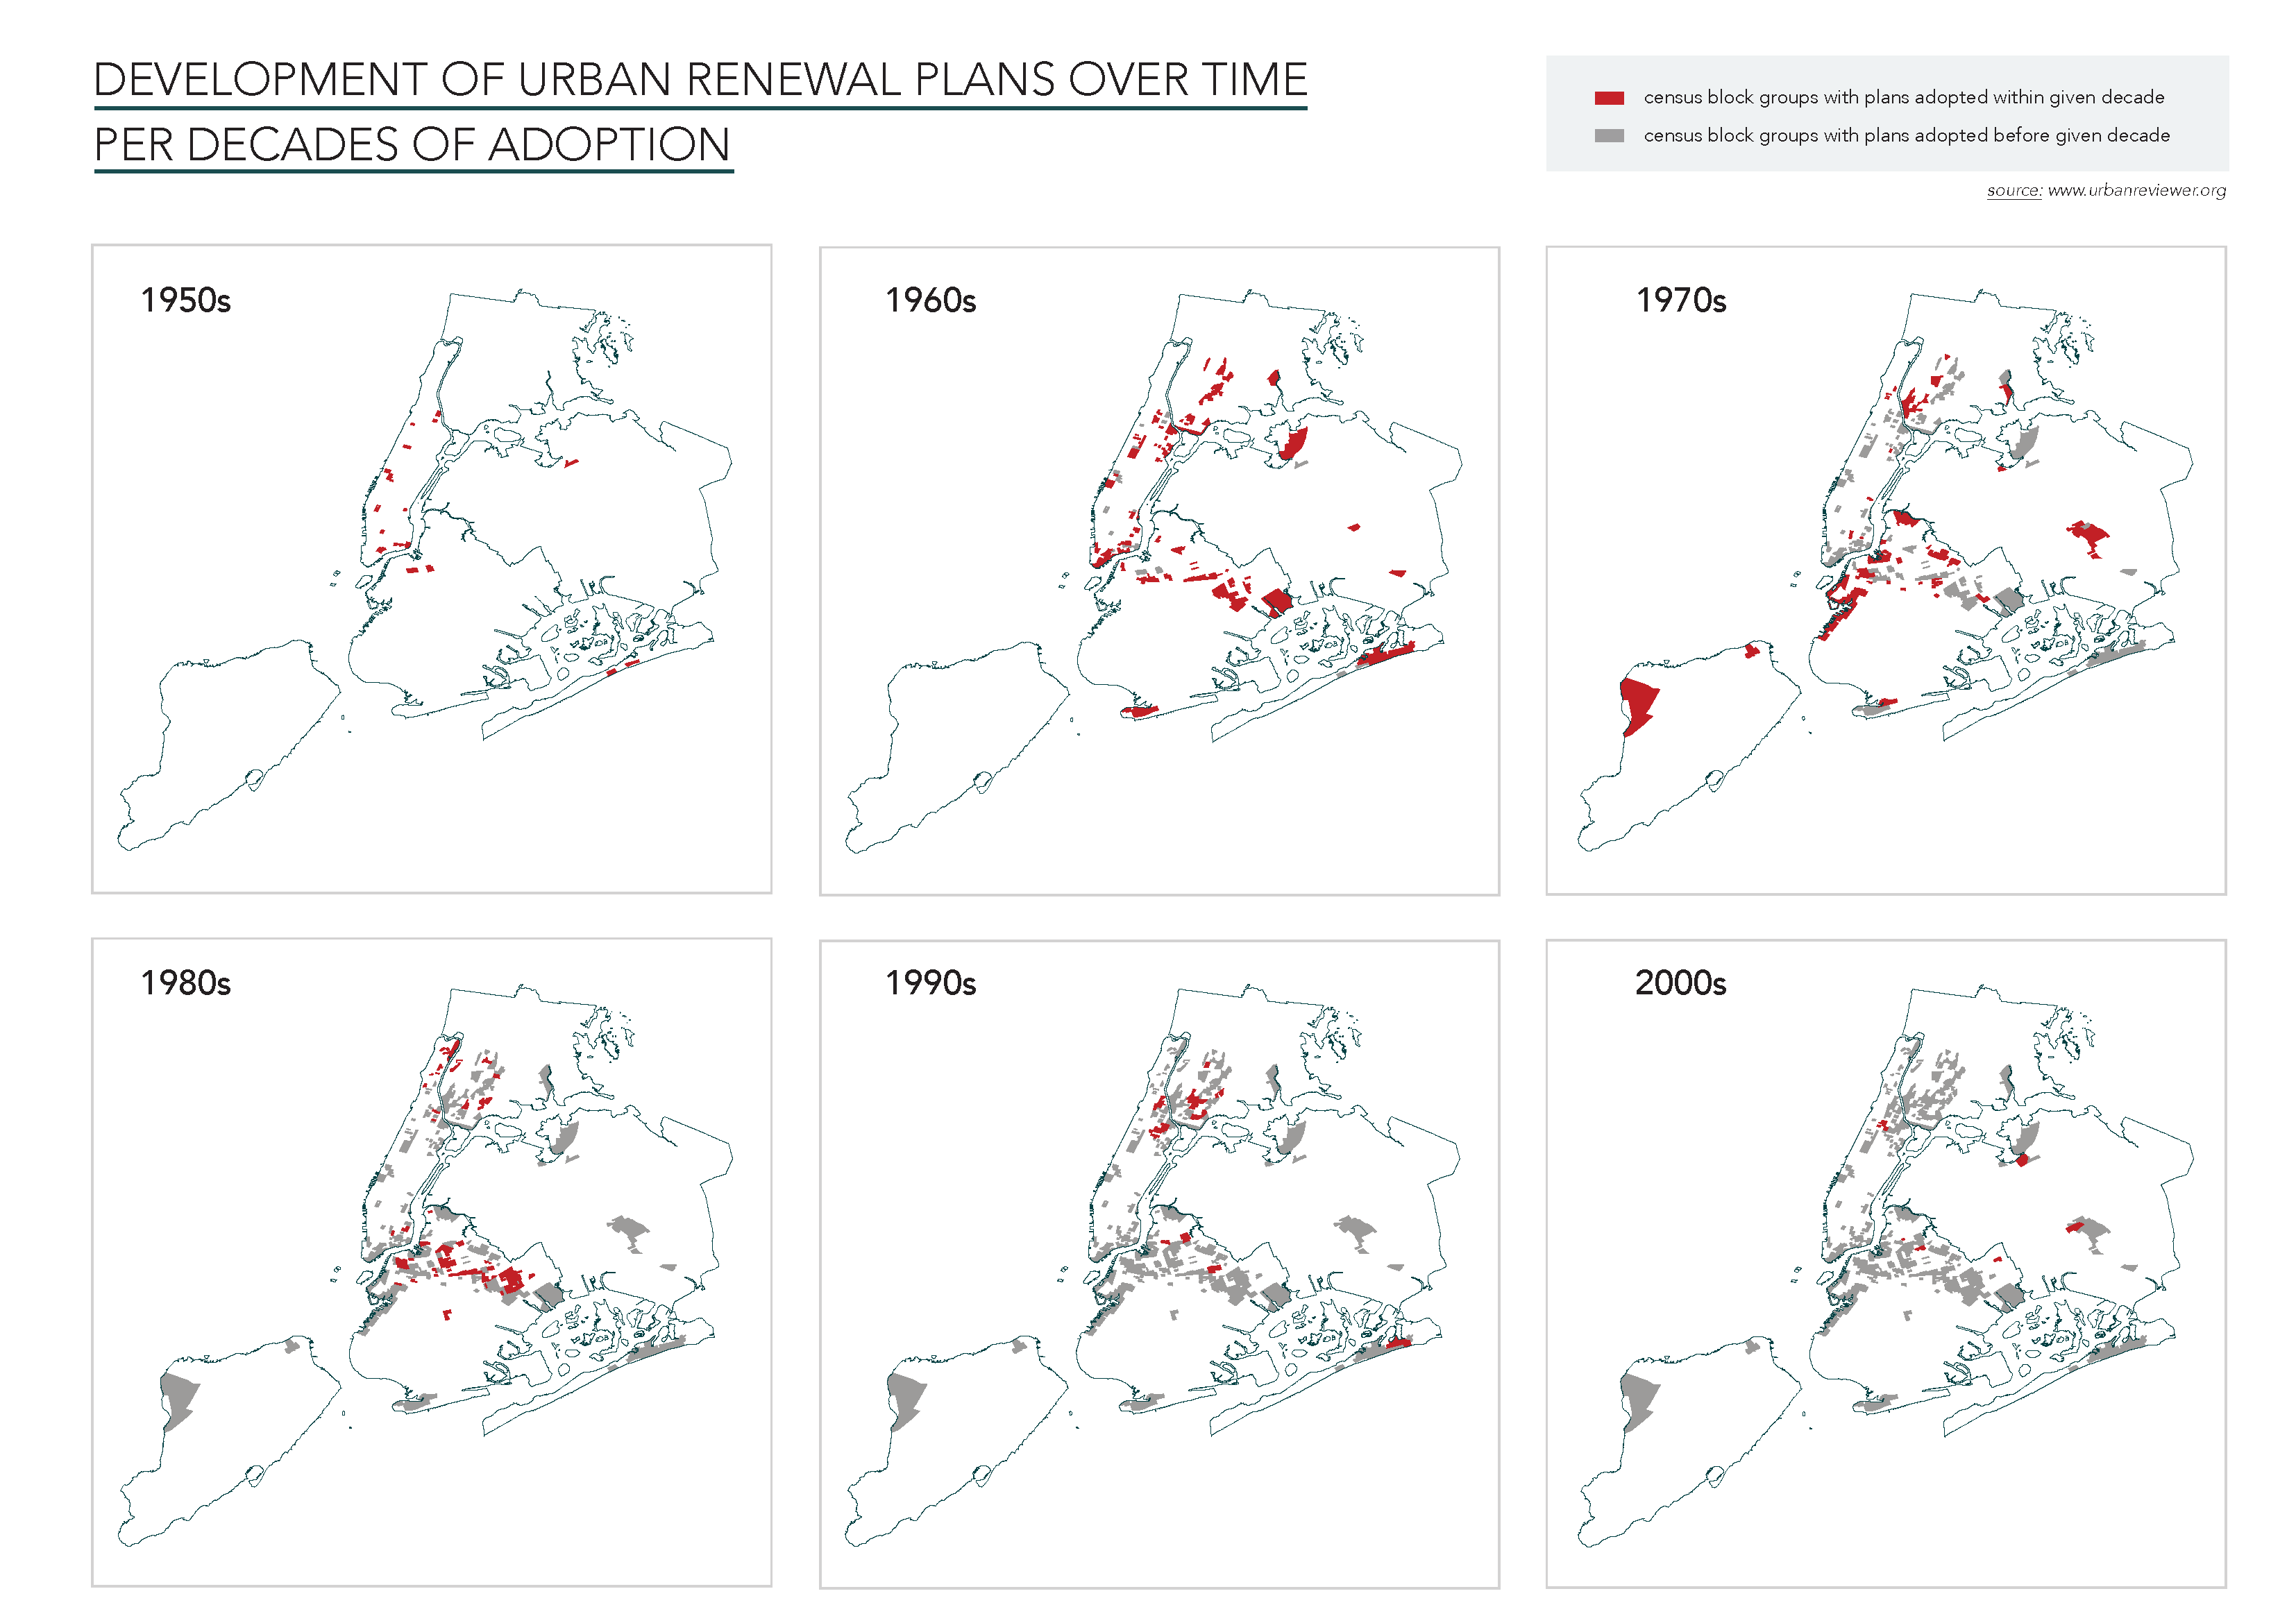 DEVELOPMENT OF URBAN RENEWAL PLANS OVER TIME
PER DECADES OF ADOPTION
census block groups with plans adopted within given decade
census block groups with plans adopted before given decade
source: www.urbanreviewer.org
1950s
1960s
1970s
1980s
1990s
2000s